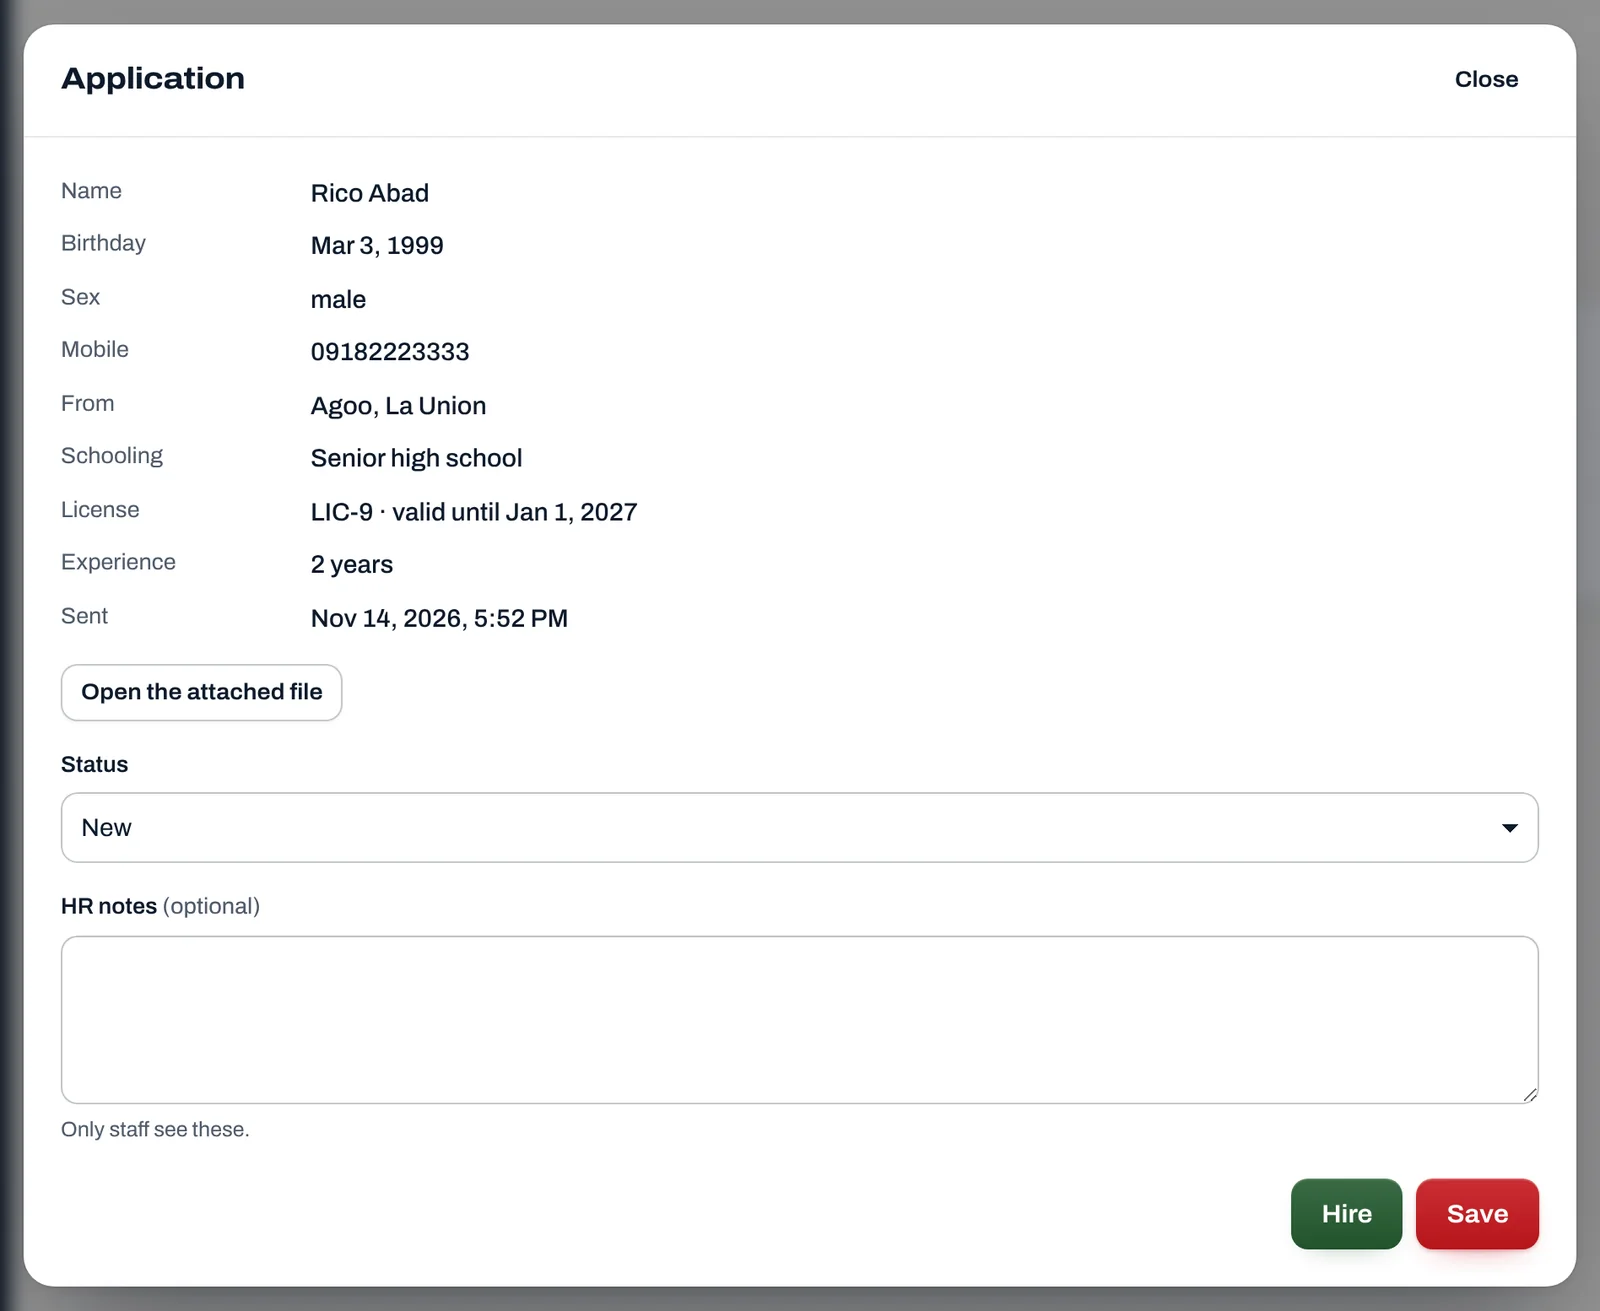 Application
Close
Name Rico Abad
Birthday Mar 3, 1999
Sex male
Mobile 09182223333
From Agoo, La Union
Schooling Senior high school
License LIC-9 · valid until Jan 1, 2027
Experience 2 years
Sent Nov 14, 2026, 5:52 PM
Open the attached file
Status
New
HR notes (optional)
Only staff see these.
Hire Save